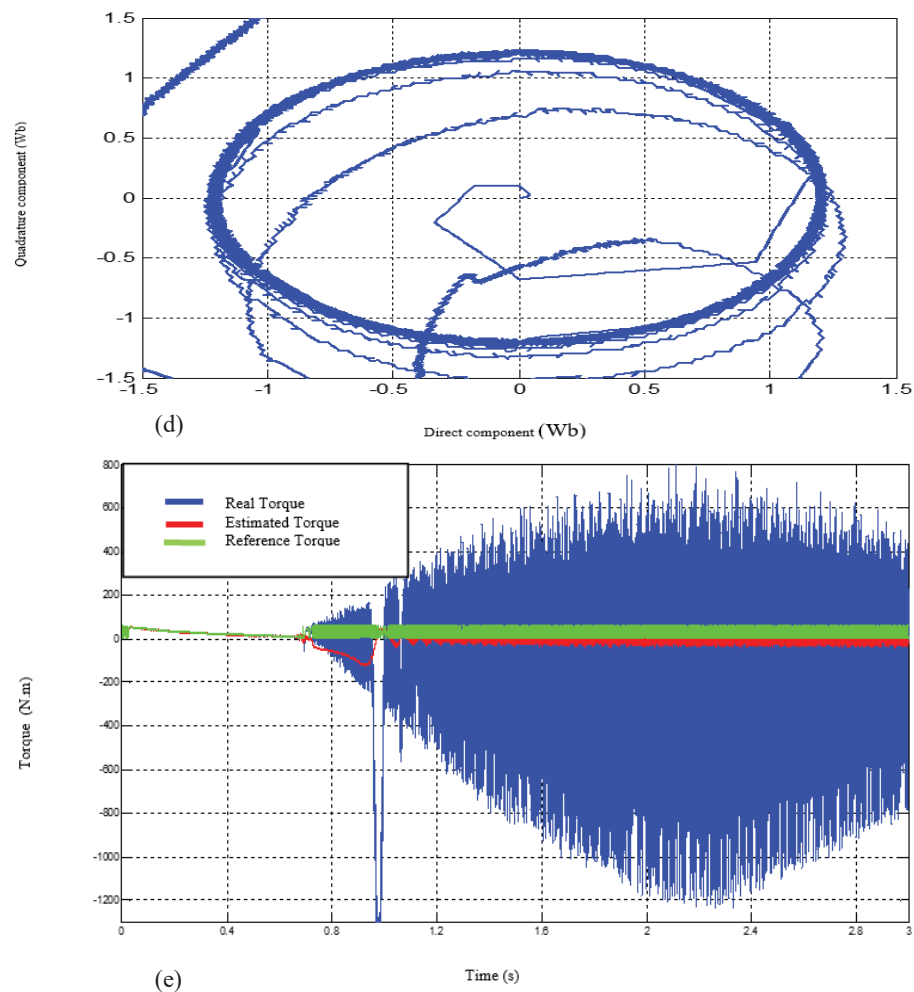 1.5
1
0.5
0
-0.5
-1
-1.5
Quadrature component (Wb)
-1.5 -1 -0.5 0 0.5 1 1.5
(d)
Direct component (Wb)
800
600
400
200
0
-200
-400
-600
-800
-1000
-1200
Real Torque
Estimated Torque
Reference Torque
Torque (N.m)
0 0.4 0.8 1.2 1.6 2 2.4 2.8 3
(e)
Time (s)